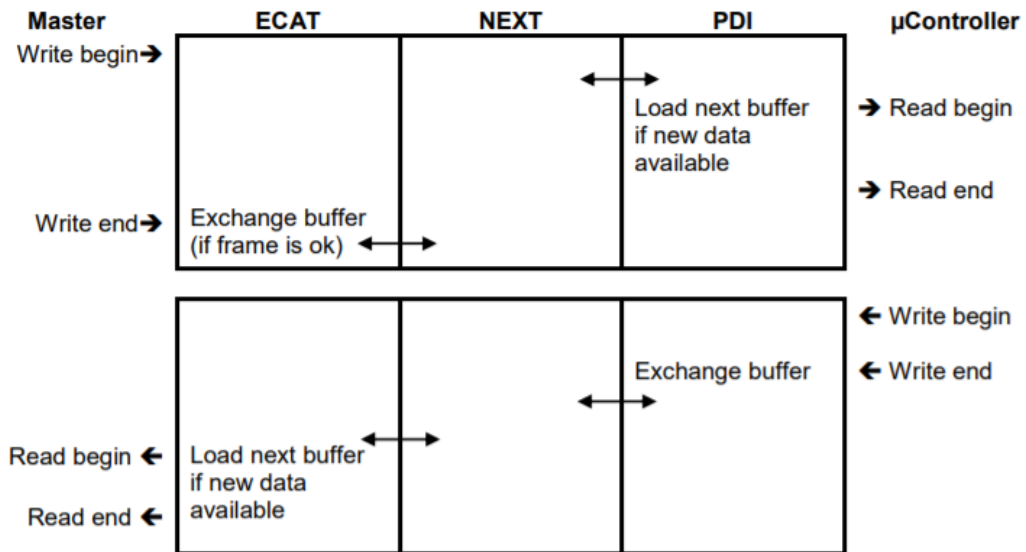 Master ECAT NEXT PDI µController
Write begin→
Load next buffer → Read begin
if new data
available
→ Read end
Write end→ Exchange buffer
(if frame is ok)
← Write begin
Exchange buffer ← Write end
Read begin ← Load next buffer
if new data
Read end ← available